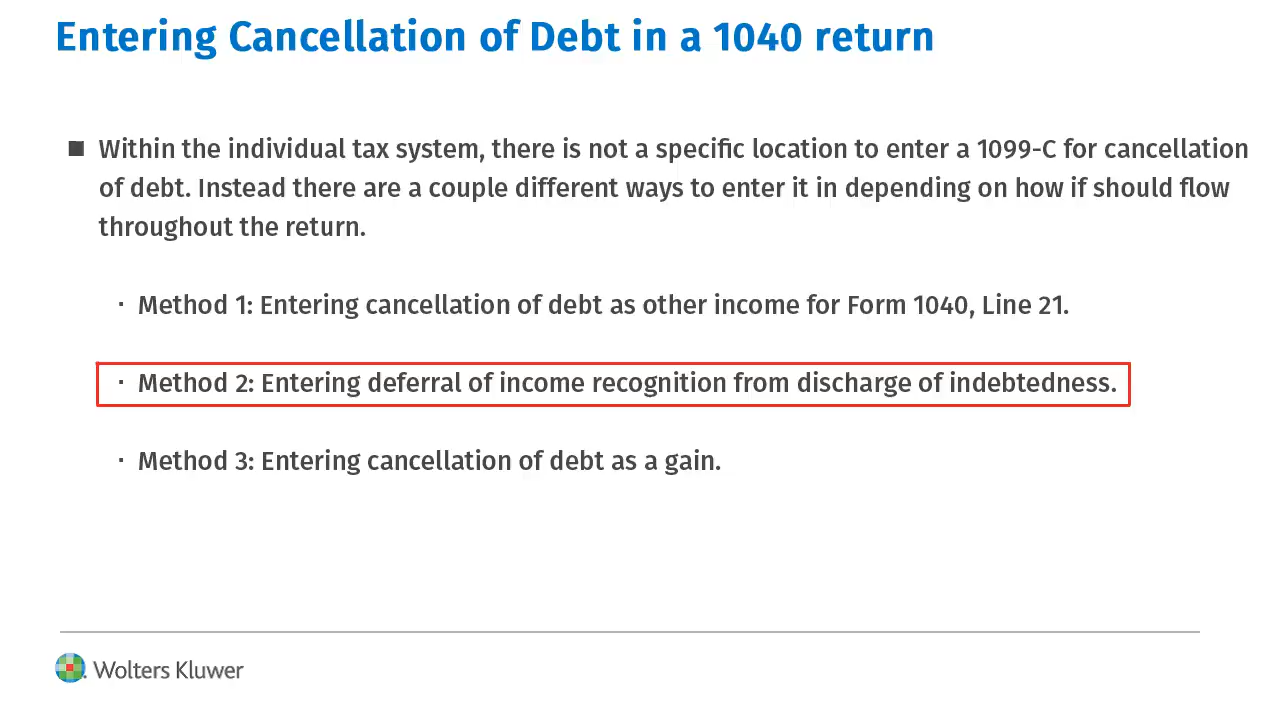 Entering Cancellation of Debt in a 1040 return
■ Within the individual tax system, there is not a specific location to enter a 1099-C for cancellation
of debt. Instead there are a couple different ways to enter it in depending on how if should flow
throughout the return.
· Method 1: Entering cancellation of debt as other income for Form 1040, Line 21.
· Method 2: Entering deferral of income recognition from discharge of indebtedness.
· Method 3: Entering cancellation of debt as a gain.
Wolters Kluwer